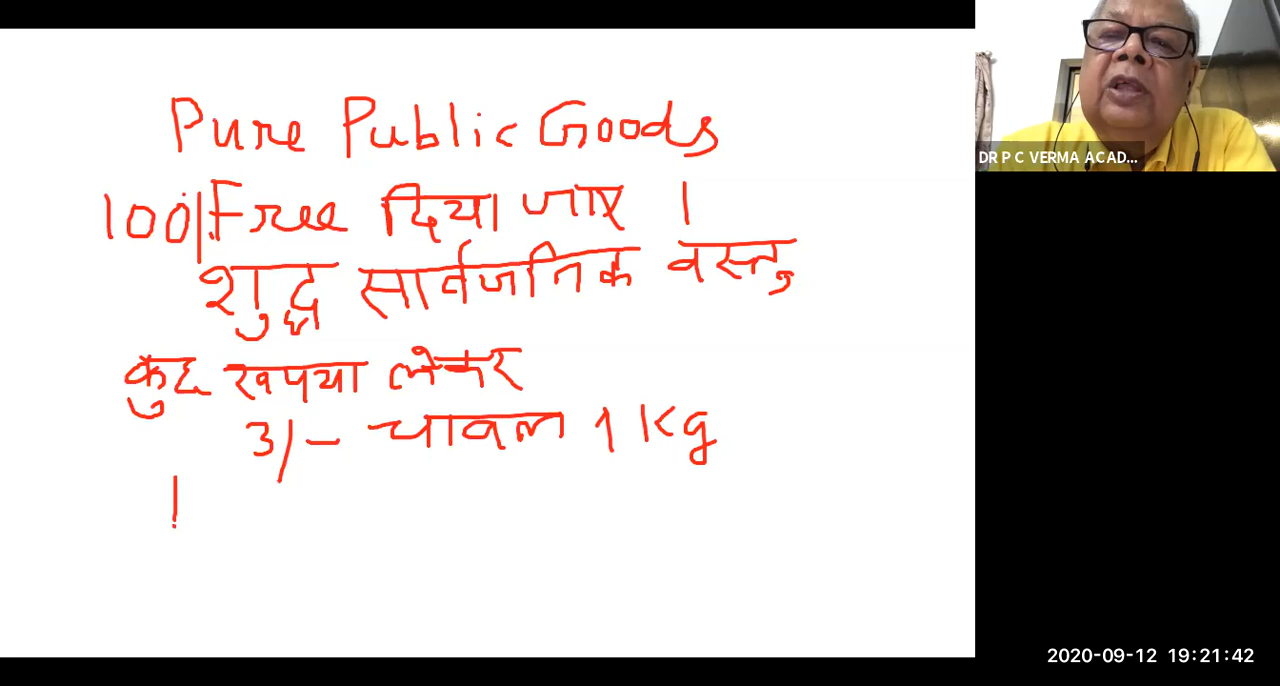 Pure Public Goods
100% Free दिया जाए ।
शुद्ध सार्वजनिक वस्तु
कुछ रुपया लेकर
3/- चावल 1 Kg
DR P C VERMA ACAD...
2020-09-12 19:21:42